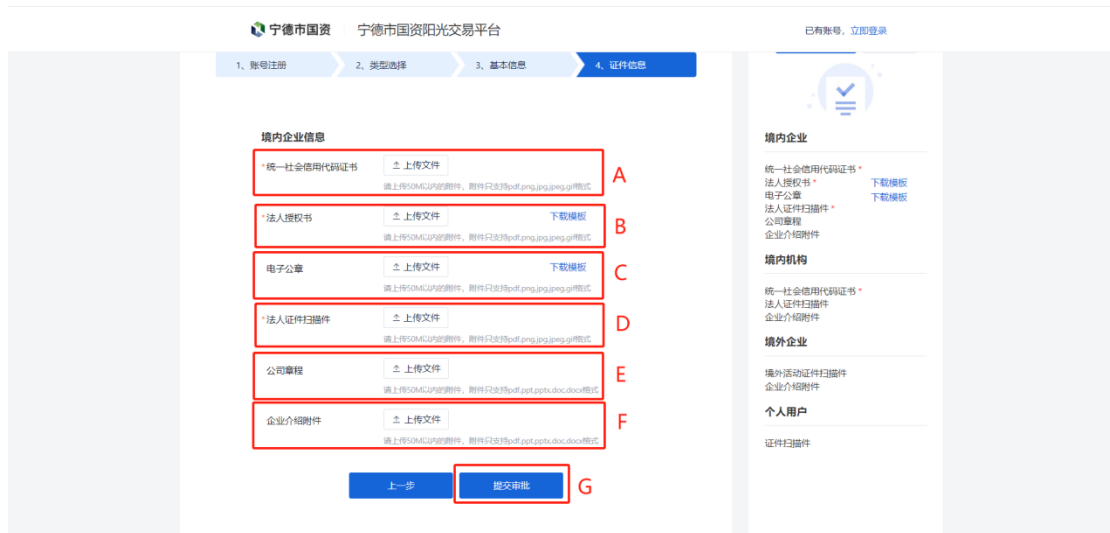 宁德市国资 宁德市国资阳光交易平台 已有账号，立即登录
1、账号注册 2、类型选择 3、基本信息 4、证件信息
境内企业信息
*统一社会信用代码证书 上传文件 A
请上传50M以内的附件，附件只支持pdf,png,jpg,jpeg,gif格式
*法人授权书 上传文件 下载模板 B
请上传50M以内的附件，附件只支持pdf,png,jpg,jpeg,gif格式
电子公章 上传文件 下载模板 C
请上传50M以内的附件，附件只支持pdf,png,jpg,jpeg,gif格式
*法人证件扫描件 上传文件 D
请上传50M以内的附件，附件只支持pdf,png,jpg,jpeg,gif格式
公司章程 上传文件 E
请上传50M以内的附件，附件只支持pdf,ppt,pptx,doc,docx格式
企业介绍附件 上传文件 F
请上传50M以内的附件，附件只支持pdf,ppt,pptx,doc,docx格式
上一步 提交审批 G
境内企业
统一社会信用代码证书 *
法人授权书 * 下载模板
电子公章 下载模板
法人证件扫描件 *
公司章程
企业介绍附件
境内机构
统一社会信用代码证书 *
法人证件扫描件
企业介绍附件
境外企业
境外活动证件扫描件
企业介绍附件
个人用户
证件扫描件